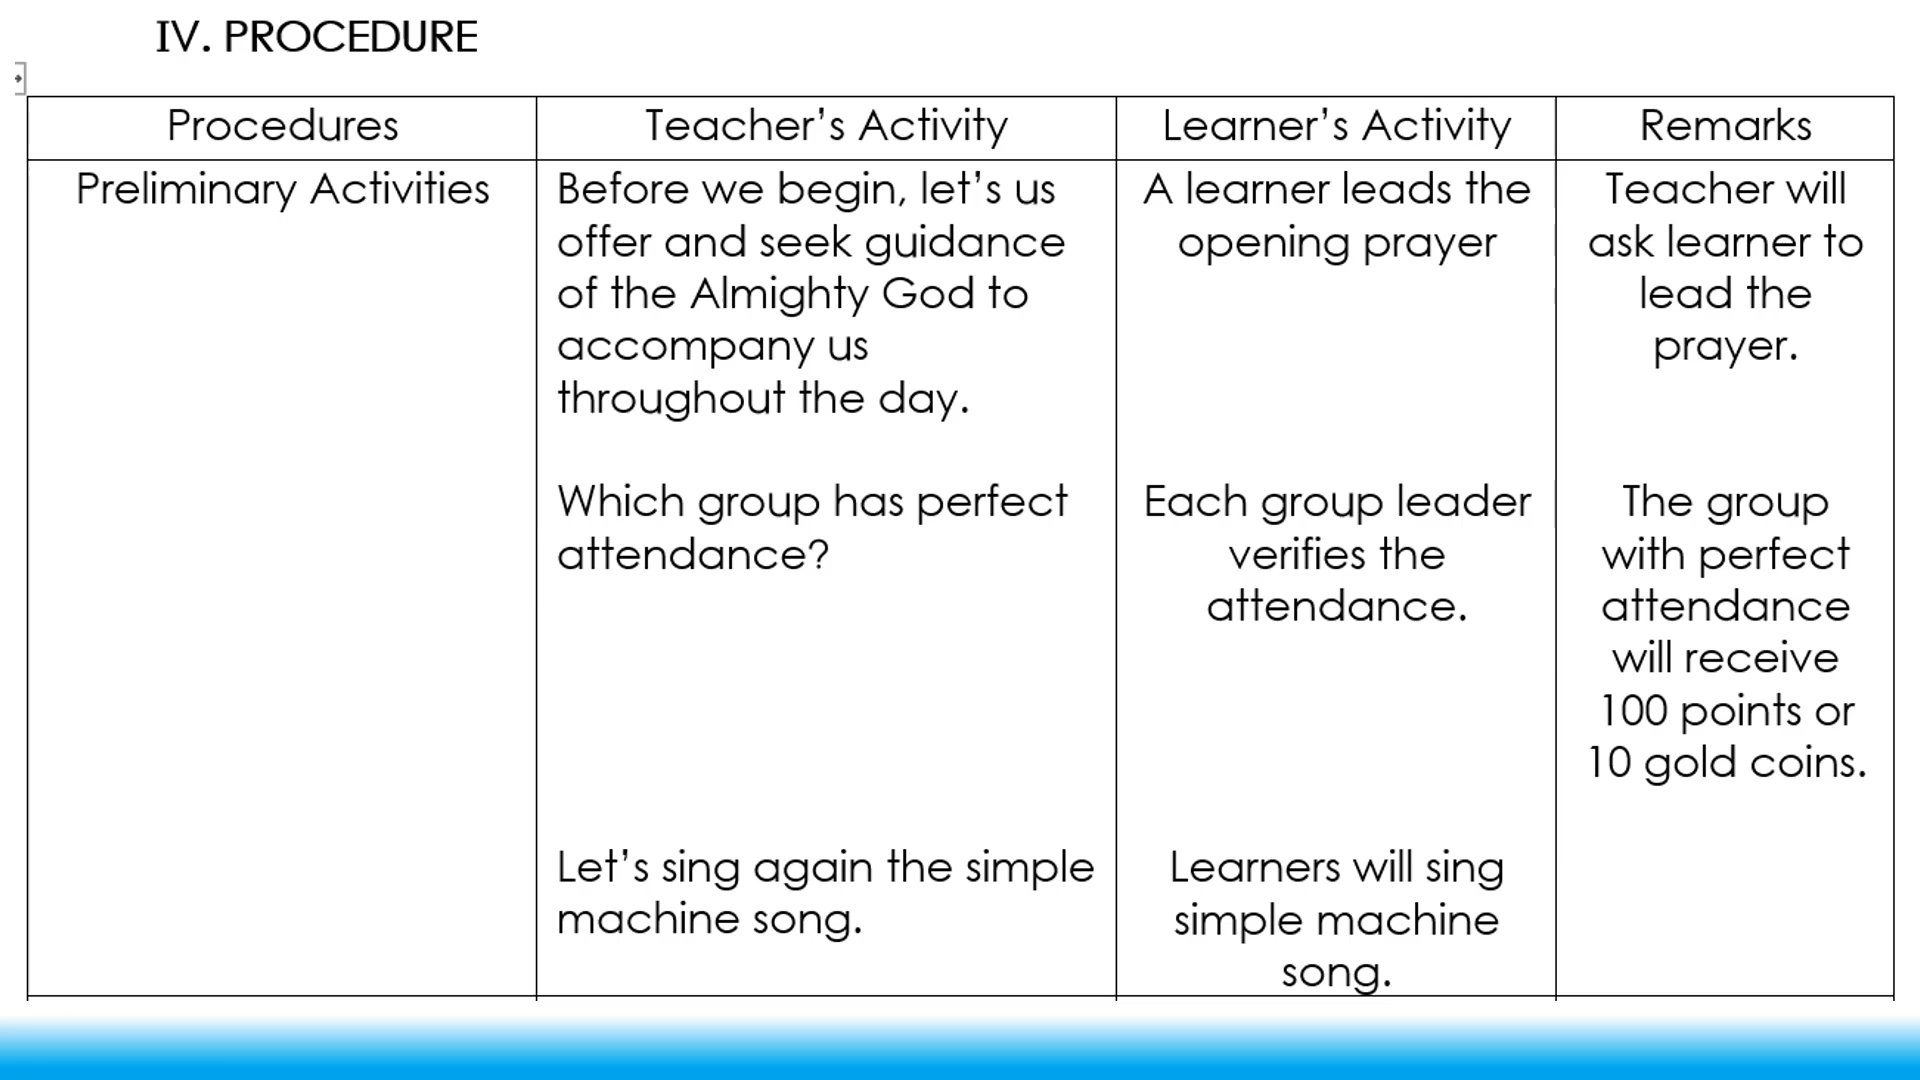 IV. PROCEDURE
Procedures
Teacher’s Activity
Learner’s Activity
Remarks
Preliminary Activities
Before we begin, let’s us
offer and seek guidance
of the Almighty God to
accompany us
throughout the day.
A learner leads the
opening prayer
Teacher will
ask learner to
lead the
prayer.
Which group has perfect
attendance?
Each group leader
verifies the
attendance.
The group
with perfect
attendance
will receive
100 points or
10 gold coins.
Let’s sing again the simple
machine song.
Learners will sing
simple machine
song.